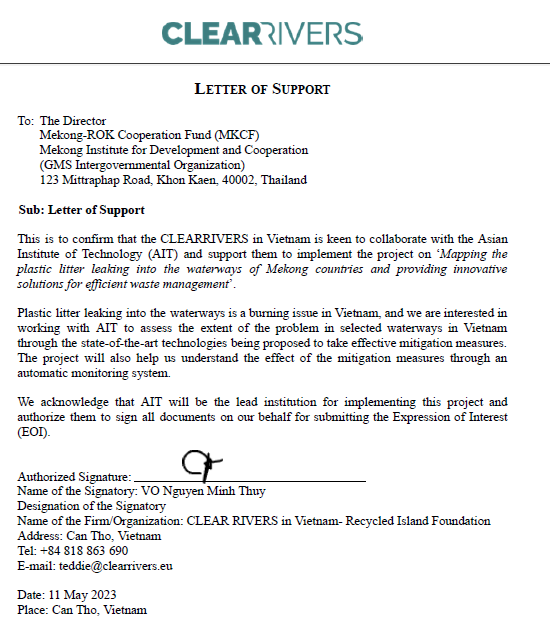 CLEARRIVERS
LETTER OF SUPPORT
To: The Director
Mekong-ROK Cooperation Fund (MKCF)
Mekong Institute for Development and Cooperation
(GMS Intergovernmental Organization)
123 Mittraphap Road, Khon Kaen, 40002, Thailand
Sub: Letter of Support
This is to confirm that the CLEARRIVERS in Vietnam is keen to collaborate with the Asian
Institute of Technology (AIT) and support them to implement the project on ‘Mapping the
plastic litter leaking into the waterways of Mekong countries and providing innovative
solutions for efficient waste management’.
Plastic litter leaking into the waterways is a burning issue in Vietnam, and we are interested in
working with AIT to assess the extent of the problem in selected waterways in Vietnam
through the state-of-the-art technologies being proposed to take effective mitigation measures.
The project will also help us understand the effect of the mitigation measures through an
automatic monitoring system.
We acknowledge that AIT will be the lead institution for implementing this project and
authorize them to sign all documents on our behalf for submitting the Expression of Interest
(EOI).
Authorized Signature:
Name of the Signatory: VO Nguyen Minh Thuy
Designation of the Signatory
Name of the Firm/Organization: CLEAR RIVERS in Vietnam- Recycled Island Foundation
Address: Can Tho, Vietnam
Tel: +84 818 863 690
E-mail: teddie@clearrivers.eu
Date: 11 May 2023
Place: Can Tho, Vietnam